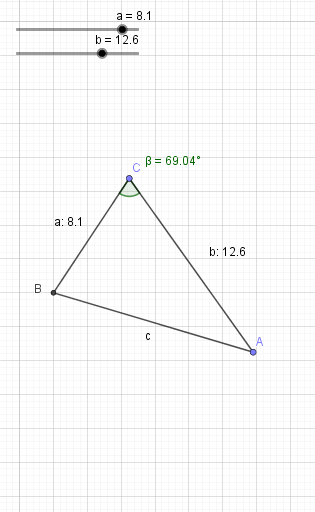 a = 8.1
b = 12.6
C
β = 69.04°
a: 8.1
b: 12.6
B
c
A